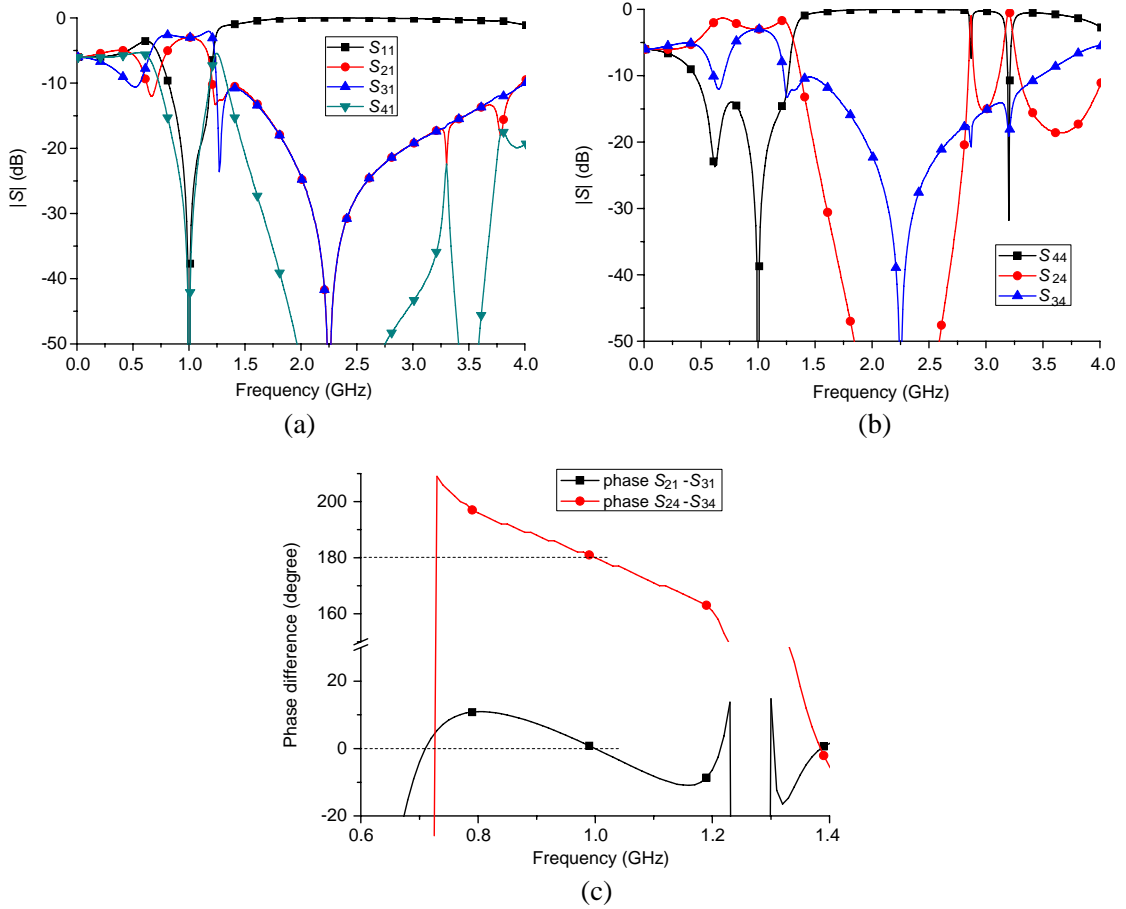 0
-10
-20
-30
-40
-50
|S| (dB)
S11
S21
S31
S41
0.0 0.5 1.0 1.5 2.0 2.5 3.0 3.5 4.0
Frequency (GHz)
(a)
0
-10
-20
-30
-40
-50
|S| (dB)
S44
S24
S34
0.0 0.5 1.0 1.5 2.0 2.5 3.0 3.5 4.0
Frequency (GHz)
(b)
phase S21 -S31
phase S24 -S34
200
180
160
20
0
-20
Phase difference (degree)
0.6 0.8 1.0 1.2 1.4
Frequency (GHz)
(c)